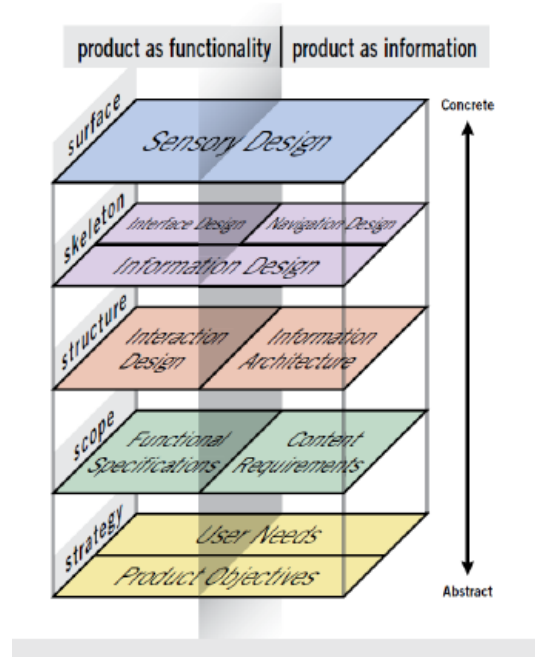 product as functionality | product as information
Concrete
surface
Sensory Design
skeleton
Interface Design
Navigation Design
Information Design
structure
Interaction
Design
Information
Architecture
scope
Functional
Specifications
Content
Requirements
strategy
User Needs
Product Objectives
Abstract